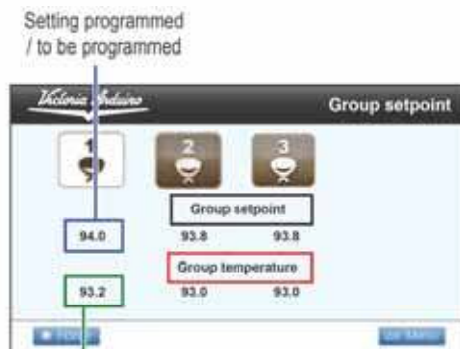 Setting programmed
/ to be programmed
Victoria Arduino
Group setpoint
1 2 3
Group setpoint
94.0 93.8 93.8
Group temperature
93.2 93.0 93.0